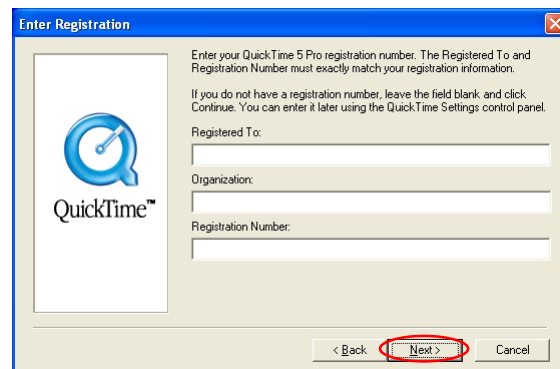 Enter Registration
Enter your QuickTime 5 Pro registration number. The Registered To and
Registration Number must exactly match your registration information.
If you do not have a registration number, leave the field blank and click
Continue. You can enter it later using the QuickTime Settings control panel.
Registered To:
Organization:
QuickTime™
Registration Number:
< Back
Next >
Cancel